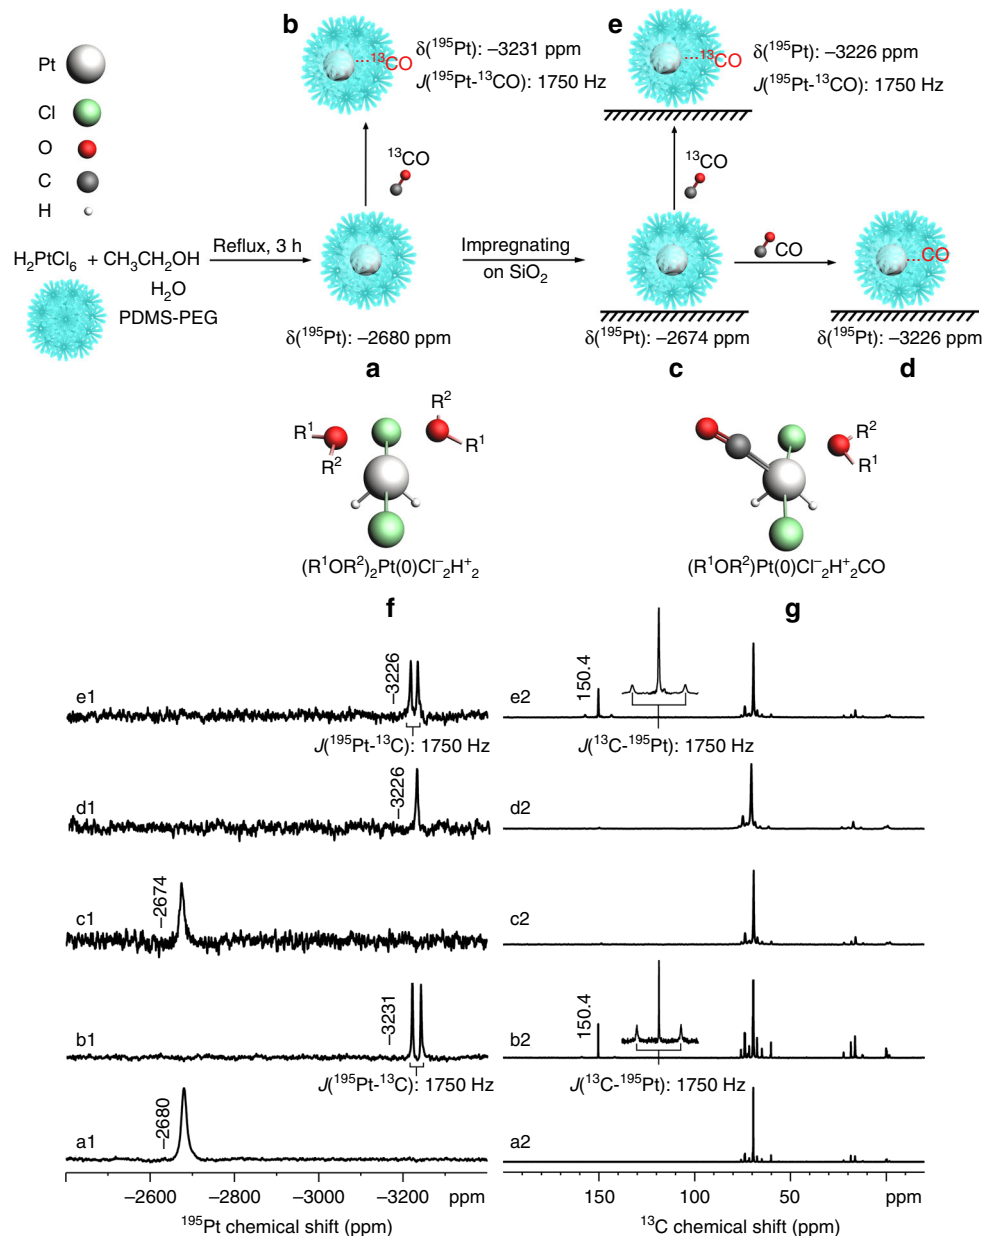 b
e
Pt
Cl
O
C
H
···¹³CO
δ(¹⁹⁵Pt): –3231 ppm
J(¹⁹⁵Pt-¹³CO): 1750 Hz
···¹³CO
δ(¹⁹⁵Pt): –3226 ppm
J(¹⁹⁵Pt-¹³CO): 1750 Hz
¹³CO
¹³CO
H₂PtCl₆ + CH₃CH₂OH
H₂O
PDMS-PEG
Reflux, 3 h
Impregnating
on SiO₂
CO
···CO
δ(¹⁹⁵Pt): –2680 ppm
δ(¹⁹⁵Pt): –2674 ppm
δ(¹⁹⁵Pt): –3226 ppm
a
c
d
R¹
R²
R²
R¹
R²
R¹
(R¹OR²)₂Pt(0)Cl⁻₂H⁺₂
(R¹OR²)Pt(0)Cl⁻₂H⁺₂CO
f
g
e1
–3226
J(¹⁹⁵Pt-¹³C): 1750 Hz
e2
150.4
J(¹³C-¹⁹⁵Pt): 1750 Hz
d1
–3226
d2
c1
–2674
c2
b1
–3231
J(¹⁹⁵Pt-¹³C): 1750 Hz
b2
150.4
J(¹³C-¹⁹⁵Pt): 1750 Hz
a1
–2680
a2
–2600 –2800 –3000 –3200 ppm
150 100 50 ppm
¹⁹⁵Pt chemical shift (ppm)
¹³C chemical shift (ppm)